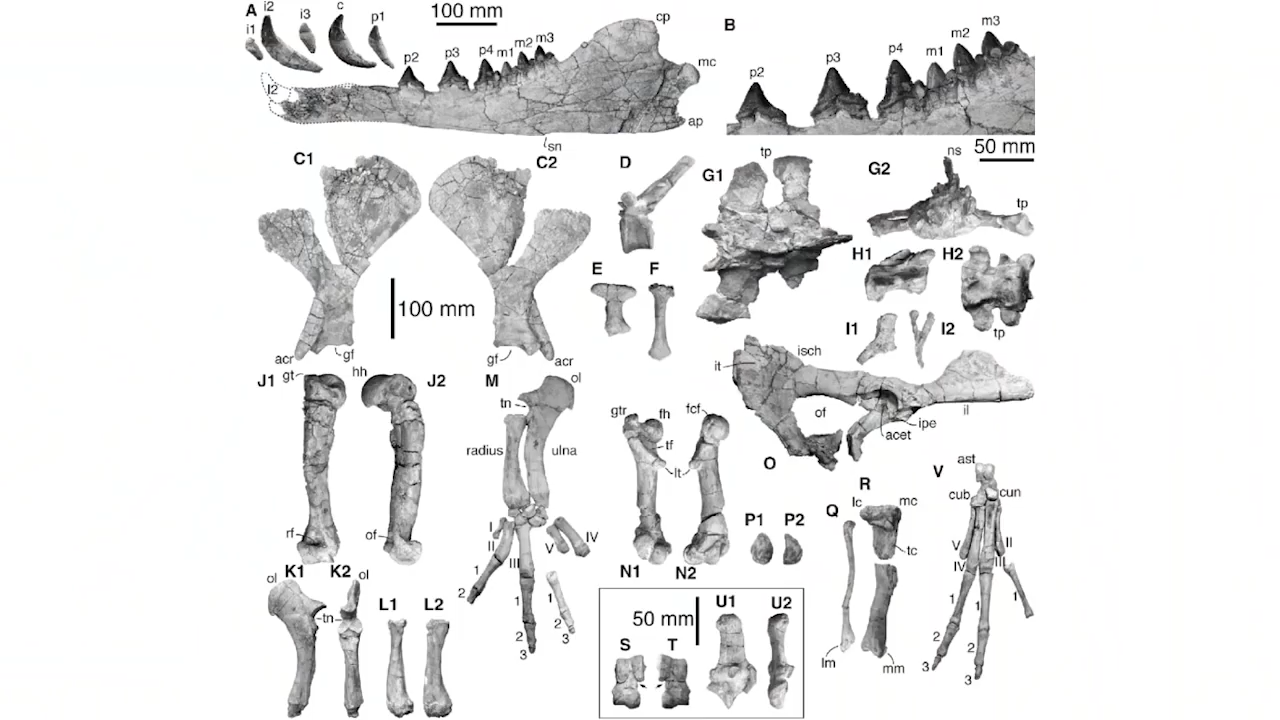 A
i1
i2
i3
c
p1
100 mm
I2
p2
p3
p4
m1
m2
m3
cp
mc
ap
sn
B
p2
p3
p4
m1
m2
m3
50 mm
C1
C2
acr
gf
gf
acr
100 mm
D
E
F
G1
tp
G2
ns
tp
H1
H2
tp
I1
I2
J1
gt
hh
J2
rf
of
K1
K2
ol
ol
tn
L1
L2
M
ol
tn
radius
ulna
I
II
III
IV
V
1
2
1
2
3
1
2
3
gtr
fh
tf
lt
fcf
N1
N2
O
it
isch
of
acet
ipe
il
P1
P2
Q
lm
R
lc
mc
tc
mm
50 mm
S
T
U1
U2
V
ast
cub
cun
V
IV
III
II
1
2
3
1
2
3
1